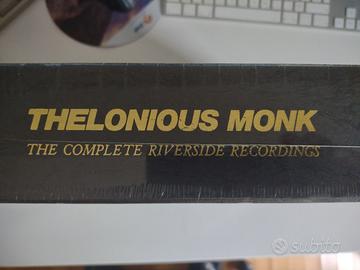 THELONIOUS MONK
THE COMPLETE RIVERSIDE RECORDINGS
subito